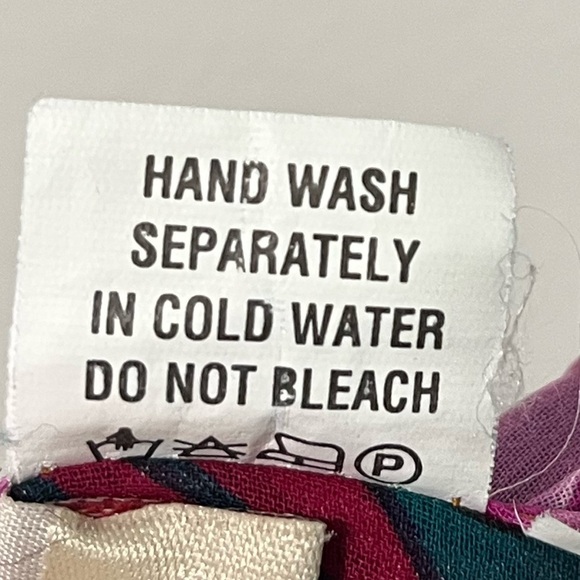 HAND WASH
SEPARATELY
IN COLD WATER
DO NOT BLEACH
P